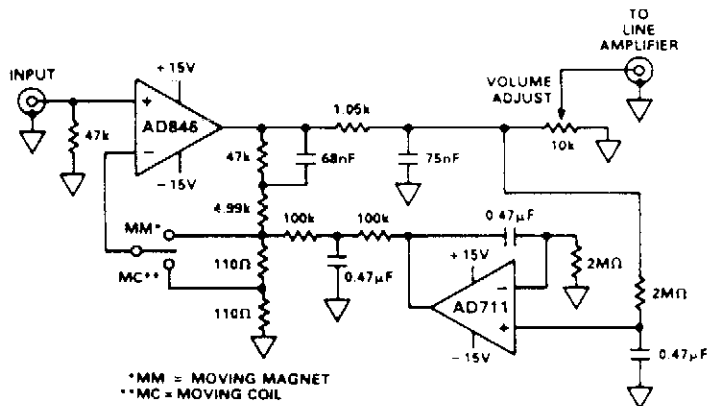 TO
LINE
AMPLIFIER
INPUT
+15V
VOLUME
ADJUST
1.05k
+
AD846
47k
−
−15V
47k
68nF
75nF
10k
4.99k
MM*
100k
100k
0.47μF
+15V
MC**
110Ω
0.47μF
−
2MΩ
2MΩ
AD711
+
110Ω
−15V
0.47μF
*MM = MOVING MAGNET
**MC = MOVING COIL